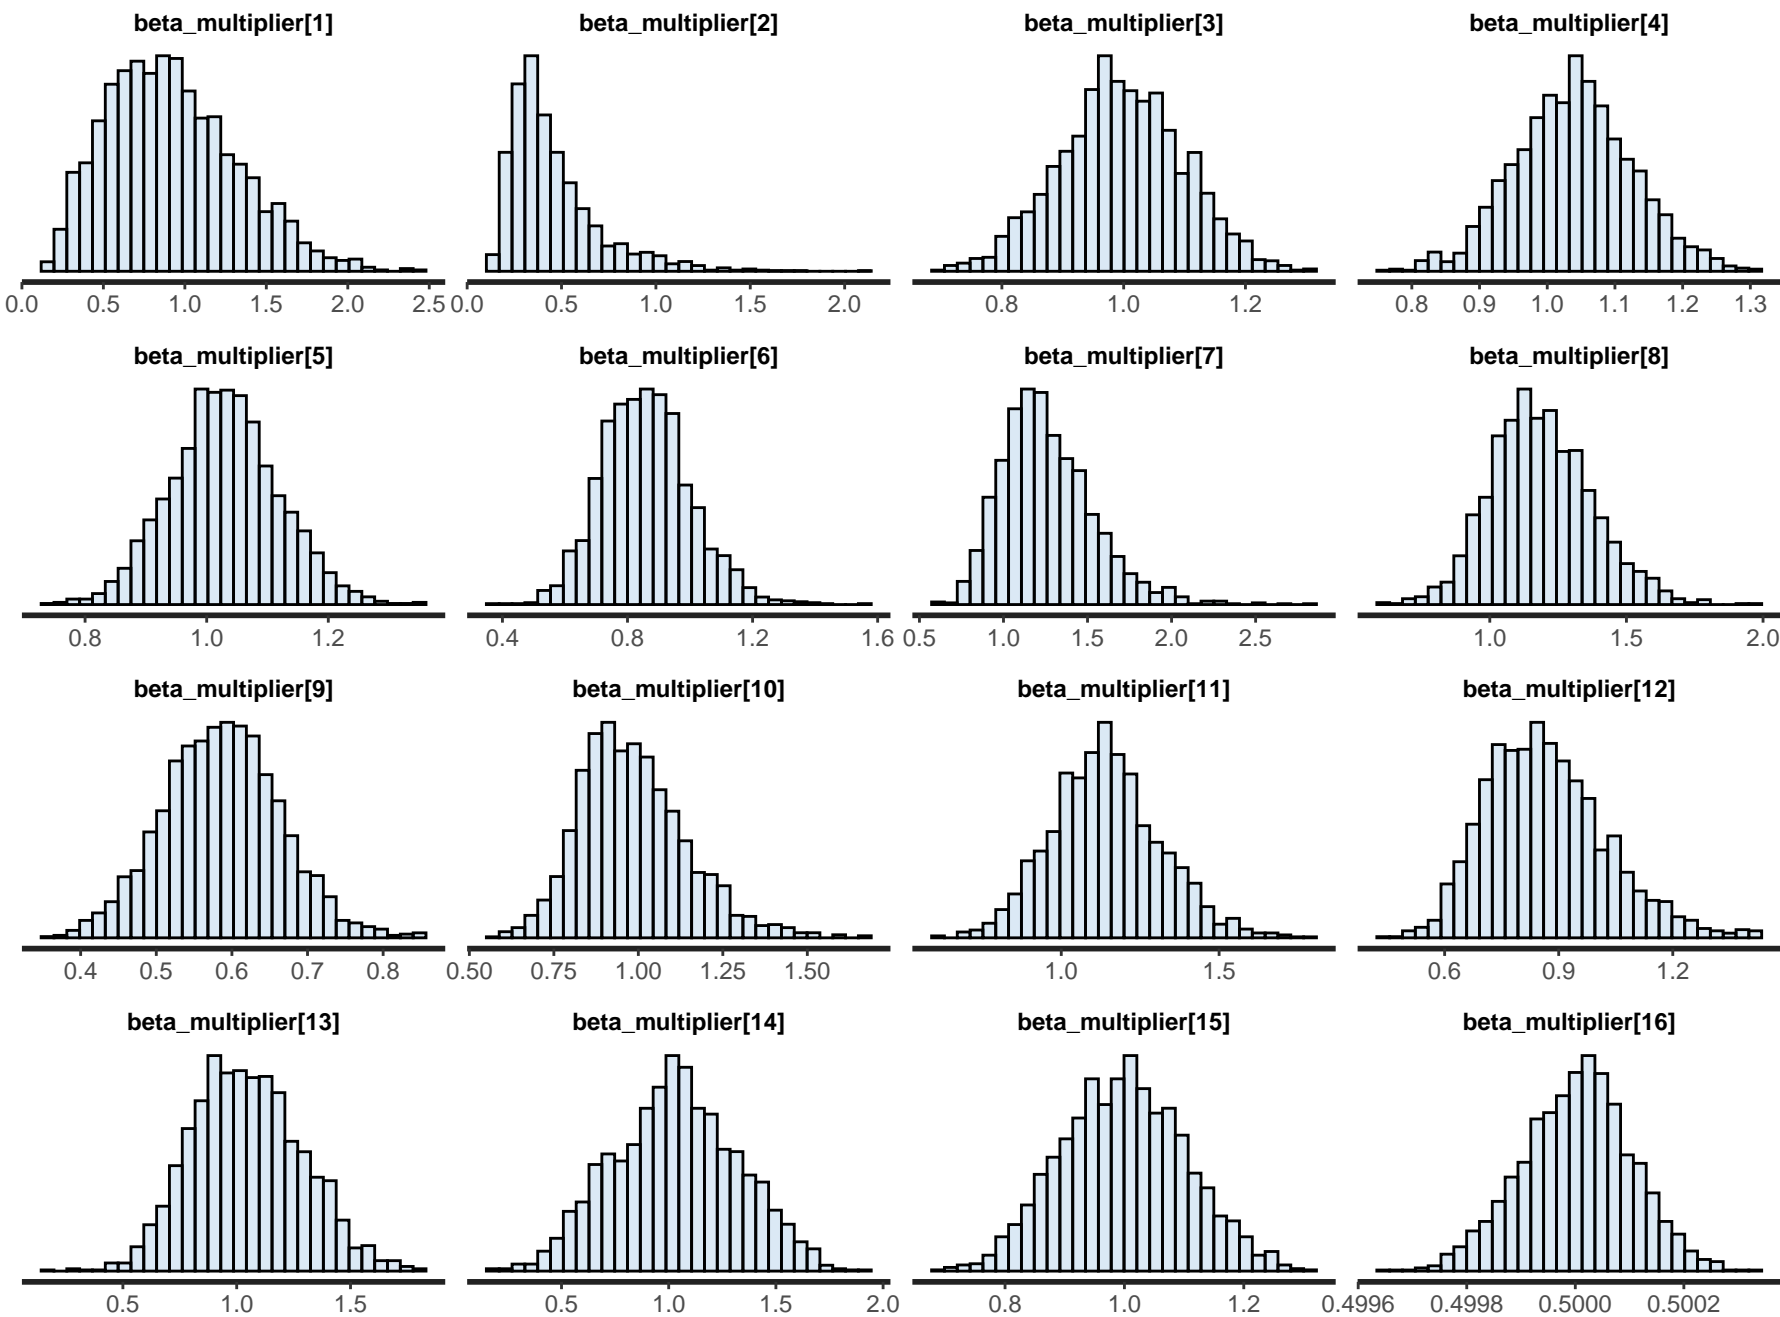 beta_multiplier[1] beta_multiplier[2] beta_multiplier[3] beta_multiplier[4]
0.0 0.5 1.0 1.5 2.0 2.5 0.0 0.5 1.0 1.5 2.0 0.8 1.0 1.2 0.8 0.9 1.0 1.1 1.2 1.3
beta_multiplier[5] beta_multiplier[6] beta_multiplier[7] beta_multiplier[8]
0.8 1.0 1.2 0.4 0.8 1.2 1.6 0.5 1.0 1.5 2.0 2.5 1.0 1.5 2.0
beta_multiplier[9] beta_multiplier[10] beta_multiplier[11] beta_multiplier[12]
0.4 0.5 0.6 0.7 0.8 0.50 0.75 1.00 1.25 1.50 1.0 1.5 0.6 0.9 1.2
beta_multiplier[13] beta_multiplier[14] beta_multiplier[15] beta_multiplier[16]
0.5 1.0 1.5 0.5 1.0 1.5 2.0 0.8 1.0 1.2 0.4996 0.4998 0.5000 0.5002